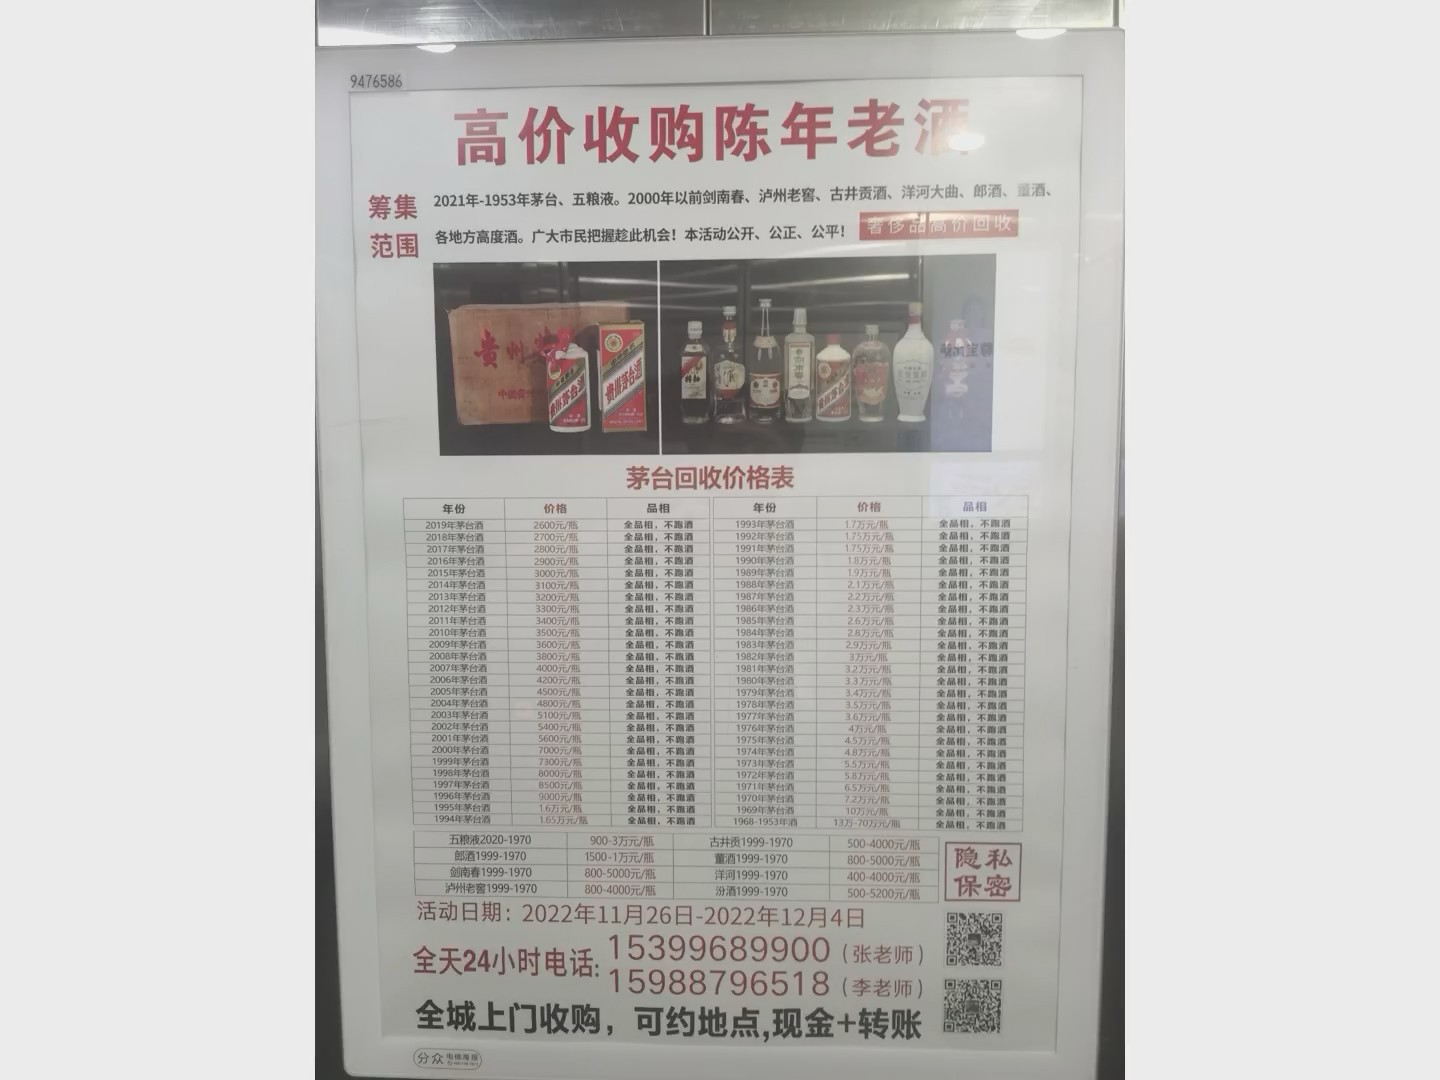 9476586
高价收购陈年老酒
筹集范围
2021年-1953年茅台、五粮液。2000年以前剑南春、泸州老窖、古井贡酒、洋河大曲、郎酒、董酒、
各地方高度酒。广大市民把握趁此机会！本活动公开、公正、公平！ 奢侈品高价回收
茅台回收价格表
年份 价格 品相 年份 价格 品相
2019年茅台酒 2600元/瓶 全品相，不跑酒 1993年茅台酒 1.7万元/瓶 全品相，不跑酒
2018年茅台酒 2700元/瓶 全品相，不跑酒 1992年茅台酒 1.75万元/瓶 全品相，不跑酒
2017年茅台酒 2800元/瓶 全品相，不跑酒 1991年茅台酒 1.75万元/瓶 全品相，不跑酒
2016年茅台酒 2900元/瓶 全品相，不跑酒 1990年茅台酒 1.8万元/瓶 全品相，不跑酒
2015年茅台酒 3000元/瓶 全品相，不跑酒 1989年茅台酒 1.9万元/瓶 全品相，不跑酒
2014年茅台酒 3100元/瓶 全品相，不跑酒 1988年茅台酒 2.1万元/瓶 全品相，不跑酒
2013年茅台酒 3200元/瓶 全品相，不跑酒 1987年茅台酒 2.2万元/瓶 全品相，不跑酒
2012年茅台酒 3300元/瓶 全品相，不跑酒 1986年茅台酒 2.3万元/瓶 全品相，不跑酒
2011年茅台酒 3400元/瓶 全品相，不跑酒 1985年茅台酒 2.6万元/瓶 全品相，不跑酒
2010年茅台酒 3500元/瓶 全品相，不跑酒 1984年茅台酒 2.8万元/瓶 全品相，不跑酒
2009年茅台酒 3600元/瓶 全品相，不跑酒 1983年茅台酒 2.9万元/瓶 全品相，不跑酒
2008年茅台酒 3800元/瓶 全品相，不跑酒 1982年茅台酒 3万元/瓶 全品相，不跑酒
2007年茅台酒 4000元/瓶 全品相，不跑酒 1981年茅台酒 3.2万元/瓶 全品相，不跑酒
2006年茅台酒 4200元/瓶 全品相，不跑酒 1980年茅台酒 3.3万元/瓶 全品相，不跑酒
2005年茅台酒 4500元/瓶 全品相，不跑酒 1979年茅台酒 3.4万元/瓶 全品相，不跑酒
2004年茅台酒 4800元/瓶 全品相，不跑酒 1978年茅台酒 3.5万元/瓶 全品相，不跑酒
2003年茅台酒 5100元/瓶 全品相，不跑酒 1977年茅台酒 3.6万元/瓶 全品相，不跑酒
2002年茅台酒 5400元/瓶 全品相，不跑酒 1976年茅台酒 4万元/瓶 全品相，不跑酒
2001年茅台酒 5600元/瓶 全品相，不跑酒 1975年茅台酒 4.5万元/瓶 全品相，不跑酒
2000年茅台酒 7000元/瓶 全品相，不跑酒 1974年茅台酒 4.8万元/瓶 全品相，不跑酒
1999年茅台酒 7300元/瓶 全品相，不跑酒 1973年茅台酒 5.5万元/瓶 全品相，不跑酒
1998年茅台酒 8000元/瓶 全品相，不跑酒 1972年茅台酒 5.8万元/瓶 全品相，不跑酒
1997年茅台酒 8500元/瓶 全品相，不跑酒 1971年茅台酒 6.5万元/瓶 全品相，不跑酒
1996年茅台酒 9000元/瓶 全品相，不跑酒 1970年茅台酒 7.2万元/瓶 全品相，不跑酒
1995年茅台酒 1.6万元/瓶 全品相，不跑酒 1969年茅台酒 10万元/瓶 全品相，不跑酒
1994年茅台酒 1.65万元/瓶 全品相，不跑酒 1968-1953年酒 13万-70万元/瓶 全品相，不跑酒
五粮液2020-1970 900-3万元/瓶 古井贡1999-1970 500-4000元/瓶
郎酒1999-1970 1500-1万元/瓶 董酒1999-1970 800-5000元/瓶
剑南春1999-1970 800-5000元/瓶 洋河1999-1970 400-4000元/瓶
泸州老窖1999-1970 800-4000元/瓶 汾酒1999-1970 500-5200元/瓶
隐私
保密
活动日期：2022年11月26日-2022年12月4日
全天24小时电话:
15399689900（张老师）
15988796518（李老师）
全城上门收购，可约地点,现金+转账
分众 电梯海报